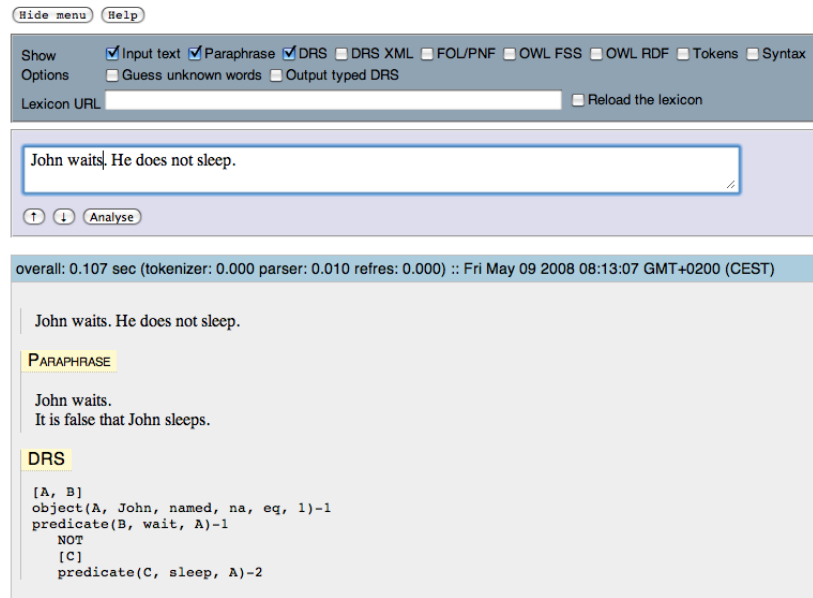 Hide menu Help
Show Input text Paraphrase DRS DRS XML FOL/PNF OWL FSS OWL RDF Tokens Syntax
Options Guess unknown words Output typed DRS
Lexicon URL Reload the lexicon
John waits. He does not sleep.
↑ ↓ Analyse
overall: 0.107 sec (tokenizer: 0.000 parser: 0.010 refres: 0.000) :: Fri May 09 2008 08:13:07 GMT+0200 (CEST)
John waits. He does not sleep.
PARAPHRASE
John waits.
It is false that John sleeps.
DRS
[A, B]
object(A, John, named, na, eq, 1)-1
predicate(B, wait, A)-1
NOT
[C]
predicate(C, sleep, A)-2